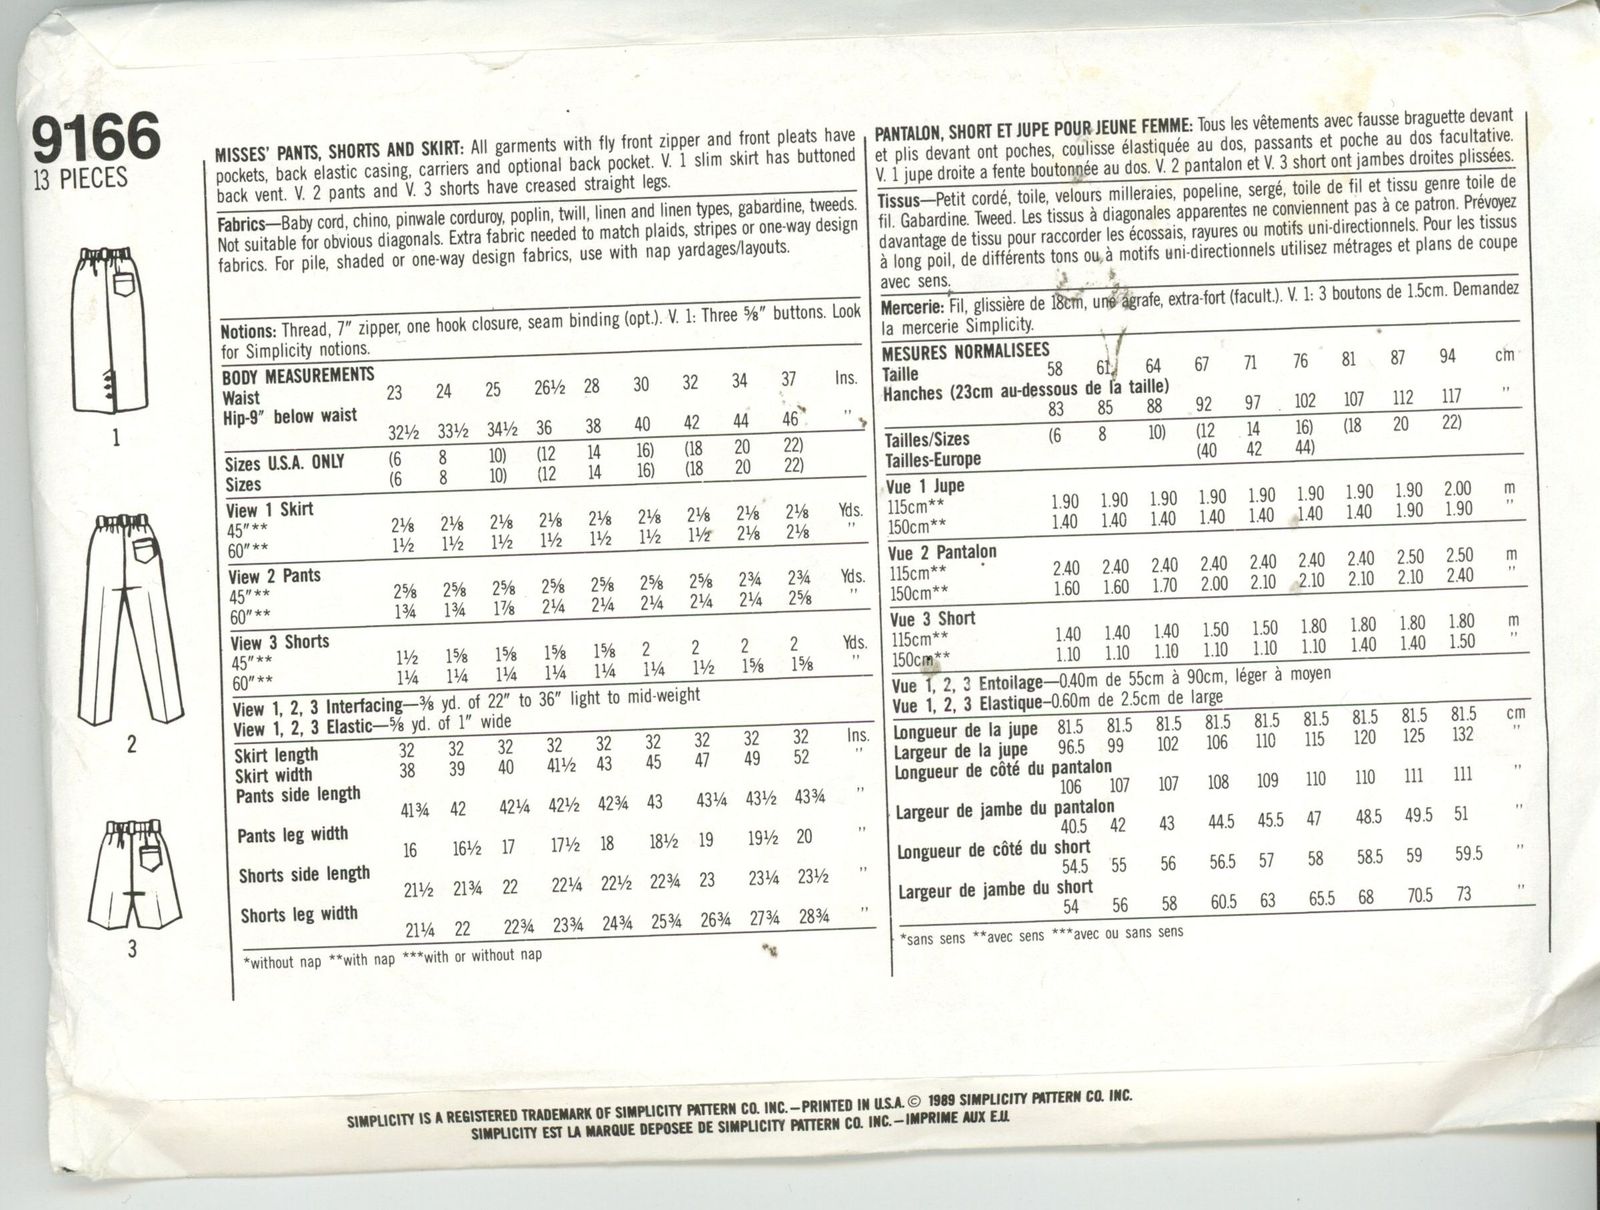 9166
13 PIECES
1
2
3
MISSES' PANTS, SHORTS AND SKIRT: All garments with fly front zipper and front pleats have
pockets, back elastic casing, carriers and optional back pocket. V. 1 slim skirt has buttoned
back vent. V. 2 pants and V. 3 shorts have creased straight legs.
Fabrics—Baby cord, chino, pinwale corduroy, poplin, twill, linen and linen types, gabardine, tweeds.
Not suitable for obvious diagonals. Extra fabric needed to match plaids, stripes or one-way design
fabrics. For pile, shaded or one-way design fabrics, use with nap yardages/layouts.
Notions: Thread, 7" zipper, one hook closure, seam binding (opt.). V. 1: Three ⅝" buttons. Look
for Simplicity notions.
BODY MEASUREMENTS
Waist 23 24 25 26½ 28 30 32 34 37 Ins.
Hip-9" below waist
32½ 33½ 34½ 36 38 40 42 44 46 "
Sizes U.S.A. ONLY (6 8 10) (12 14 16) (18 20 22)
Sizes (6 8 10) (12 14 16) (18 20 22)
View 1 Skirt
45"** 2⅛ 2⅛ 2⅛ 2⅛ 2⅛ 2⅛ 2⅛ 2⅛ 2⅛ Yds.
60"** 1½ 1½ 1½ 1½ 1½ 1½ 1½ 2⅛ 2⅛ "
View 2 Pants
45"** 2⅝ 2⅝ 2⅝ 2⅝ 2⅝ 2⅝ 2⅝ 2¾ 2¾ Yds.
60"** 1¾ 1¾ 1⅞ 2¼ 2¼ 2¼ 2¼ 2¼ 2⅝ "
View 3 Shorts
45"** 1½ 1⅝ 1⅝ 1⅝ 1⅝ 2 2 2 2 Yds.
60"** 1¼ 1¼ 1¼ 1¼ 1¼ 1¼ 1½ 1⅝ 1⅝ "
View 1, 2, 3 Interfacing—⅜ yd. of 22" to 36" light to mid-weight
View 1, 2, 3 Elastic—⅝ yd. of 1" wide
Skirt length 32 32 32 32 32 32 32 32 32 Ins.
Skirt width 38 39 40 41½ 43 45 47 49 52 "
Pants side length
41¾ 42 42¼ 42½ 42¾ 43 43¼ 43½ 43¾ "
Pants leg width
16 16½ 17 17½ 18 18½ 19 19½ 20 "
Shorts side length
21½ 21¾ 22 22¼ 22½ 22¾ 23 23¼ 23½ "
Shorts leg width
21¼ 22 22¾ 23¾ 24¾ 25¾ 26¾ 27¾ 28¾ "
*without nap **with nap ***with or without nap
PANTALON, SHORT ET JUPE POUR JEUNE FEMME: Tous les vêtements avec fausse braguette devant
et plis devant ont poches, coulisse élastiquée au dos, passants et poche au dos facultative.
V. 1 jupe droite a fente boutonnée au dos. V. 2 pantalon et V. 3 short ont jambes droites plissées.
Tissus—Petit cordé, toile, velours milleraies, popeline, sergé, toile de fil et tissu genre toile de
fil. Gabardine. Tweed. Les tissus à diagonales apparentes ne conviennent pas à ce patron. Prévoyez
davantage de tissu pour raccorder les écossais, rayures ou motifs uni-directionnels. Pour les tissus
à long poil, de différents tons ou à motifs uni-directionnels utilisez métrages et plans de coupe
avec sens.
Mercerie: Fil, glissière de 18cm, une agrafe, extra-fort (facult.). V. 1: 3 boutons de 1.5cm. Demandez
la mercerie Simplicity.
MESURES NORMALISEES
Taille 58 61 64 67 71 76 81 87 94 cm
Hanches (23cm au-dessous de la taille)
83 85 88 92 97 102 107 112 117 "
Tailles/Sizes (6 8 10) (12 14 16) (18 20 22)
Tailles-Europe (40 42 44)
Vue 1 Jupe
115cm** 1.90 1.90 1.90 1.90 1.90 1.90 1.90 1.90 2.00 m
150cm** 1.40 1.40 1.40 1.40 1.40 1.40 1.40 1.90 1.90 "
Vue 2 Pantalon
115cm** 2.40 2.40 2.40 2.40 2.40 2.40 2.40 2.50 2.50 m
150cm** 1.60 1.60 1.70 2.00 2.10 2.10 2.10 2.10 2.40 "
Vue 3 Short
115cm** 1.40 1.40 1.40 1.50 1.50 1.80 1.80 1.80 1.80 m
150cm** 1.10 1.10 1.10 1.10 1.10 1.10 1.40 1.40 1.50 "
Vue 1, 2, 3 Entoilage—0.40m de 55cm à 90cm, léger à moyen
Vue 1, 2, 3 Elastique—0.60m de 2.5cm de large
Longueur de la jupe 81.5 81.5 81.5 81.5 81.5 81.5 81.5 81.5 81.5 cm
Largeur de la jupe 96.5 99 102 106 110 115 120 125 132 "
Longueur de côté du pantalon
106 107 107 108 109 110 110 111 111 "
Largeur de jambe du pantalon
40.5 42 43 44.5 45.5 47 48.5 49.5 51 "
Longueur de côté du short
54.5 55 56 56.5 57 58 58.5 59 59.5 "
Largeur de jambe du short
54 56 58 60.5 63 65.5 68 70.5 73 "
*sans sens **avec sens ***avec ou sans sens
SIMPLICITY IS A REGISTERED TRADEMARK OF SIMPLICITY PATTERN CO. INC.—PRINTED IN U.S.A. © 1989 SIMPLICITY PATTERN CO. INC.
SIMPLICITY EST LA MARQUE DEPOSEE DE SIMPLICITY PATTERN CO. INC.—IMPRIME AUX E.U.